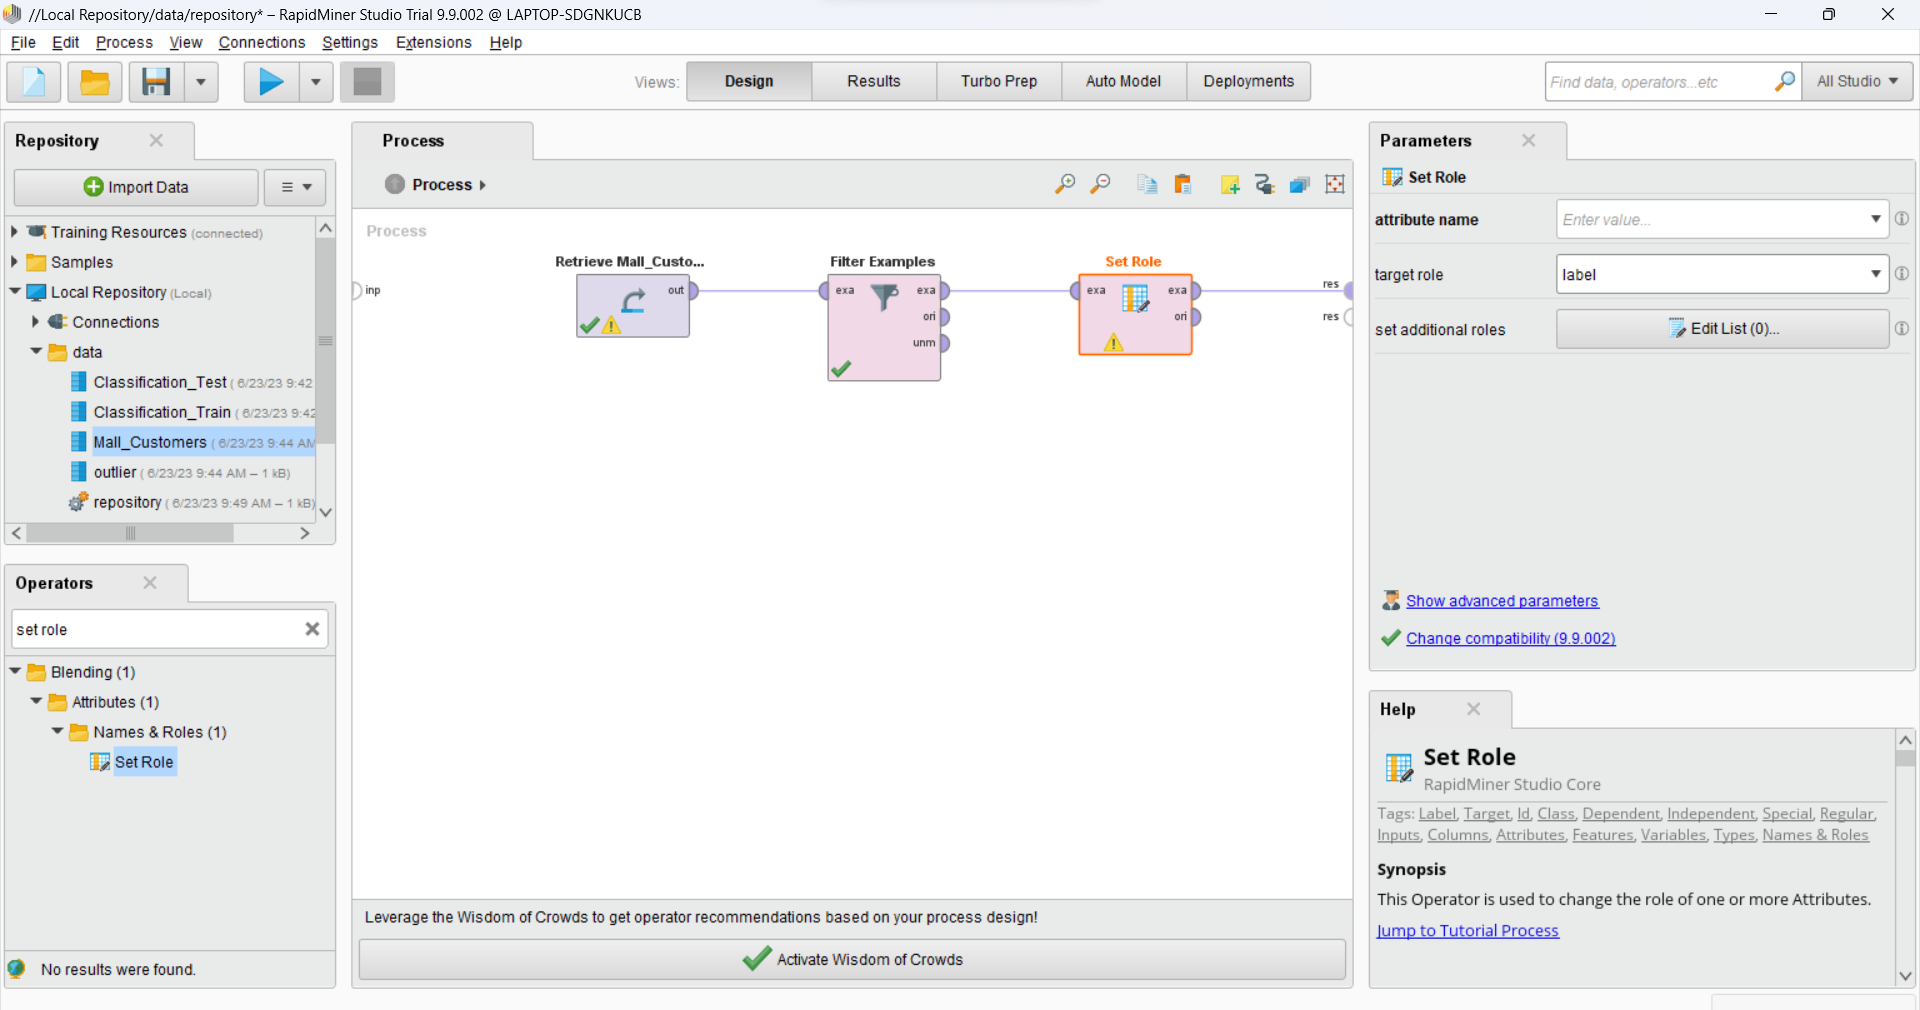 //Local Repository/data/repository* – RapidMiner Studio Trial 9.9.002 @ LAPTOP-SDGNKUCB
File Edit Process View Connections Settings Extensions Help
Views: Design Results Turbo Prep Auto Model Deployments
Find data, operators...etc
All Studio
Repository
Import Data
Training Resources (connected)
Samples
Local Repository (Local)
Connections
data
Classification_Test ( 6/23/23 9:42
Classification_Train ( 6/23/23 9:42
Mall_Customers ( 6/23/23 9:44 AM
outlier ( 6/23/23 9:44 AM – 1 kB)
repository ( 6/23/23 9:49 AM – 1 kB)
Operators
set role
Blending (1)
Attributes (1)
Names & Roles (1)
Set Role
No results were found.
Process
Process
Process
inp
Retrieve Mall_Custo...
out
Filter Examples
exa exa
ori
unm
Set Role
exa exa
ori
res
res
Leverage the Wisdom of Crowds to get operator recommendations based on your process design!
Activate Wisdom of Crowds
Parameters
Set Role
attribute name Enter value...
target role label
set additional roles Edit List (0)...
Show advanced parameters
Change compatibility (9.9.002)
Help
Set Role
RapidMiner Studio Core
Tags: Label, Target, Id, Class, Dependent, Independent, Special, Regular,
Inputs, Columns, Attributes, Features, Variables, Types, Names & Roles
Synopsis
This Operator is used to change the role of one or more Attributes.
Jump to Tutorial Process